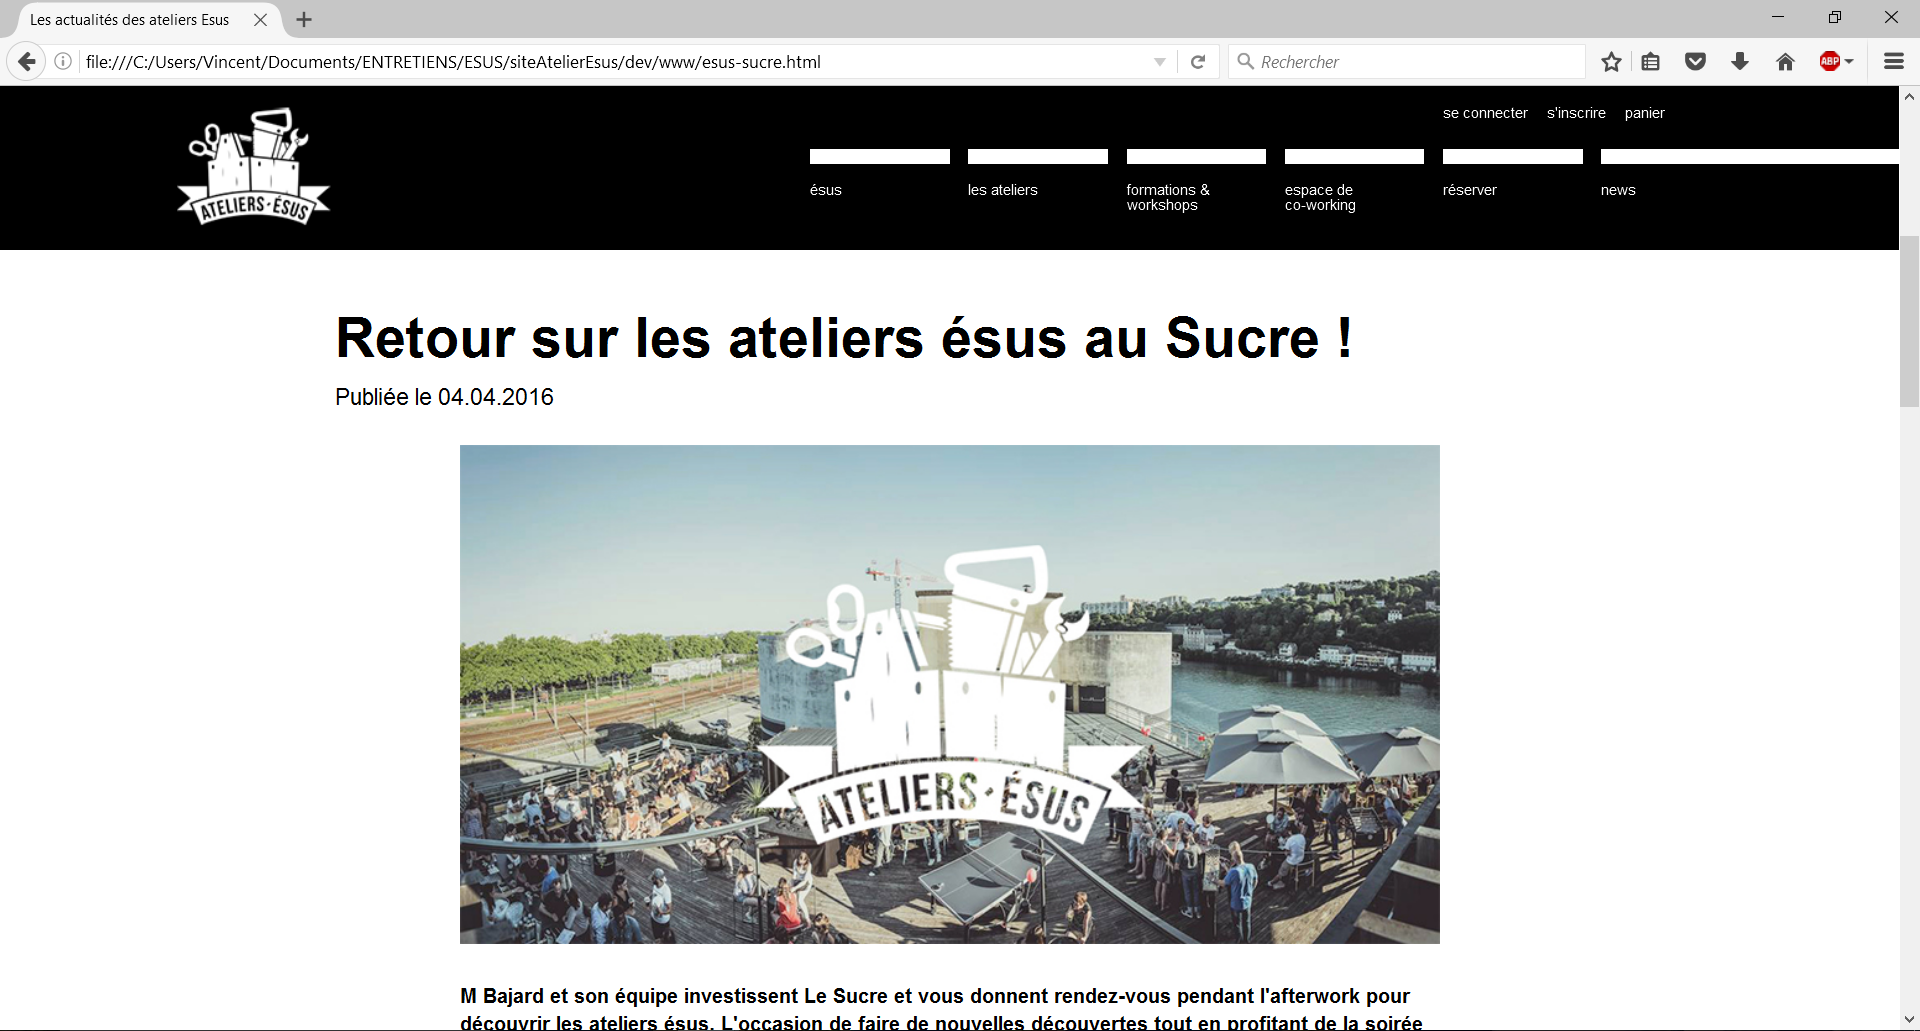 Les actualités des ateliers Esus
file:///C:/Users/Vincent/Documents/ENTRETIENS/ESUS/siteAtelierEsus/dev/www/esus-sucre.html
Rechercher
ABP
se connecter s'inscrire panier
ATELIERS·ÉSUS
ésus
les ateliers
formations &
workshops
espace de
co-working
réserver
news
Retour sur les ateliers ésus au Sucre !
Publiée le 04.04.2016
ATELIERS·ÉSUS
M Bajard et son équipe investissent Le Sucre et vous donnent rendez-vous pendant l'afterwork pour
découvrir les ateliers ésus. L'occasion de faire de nouvelles découvertes tout en profitant de la soirée